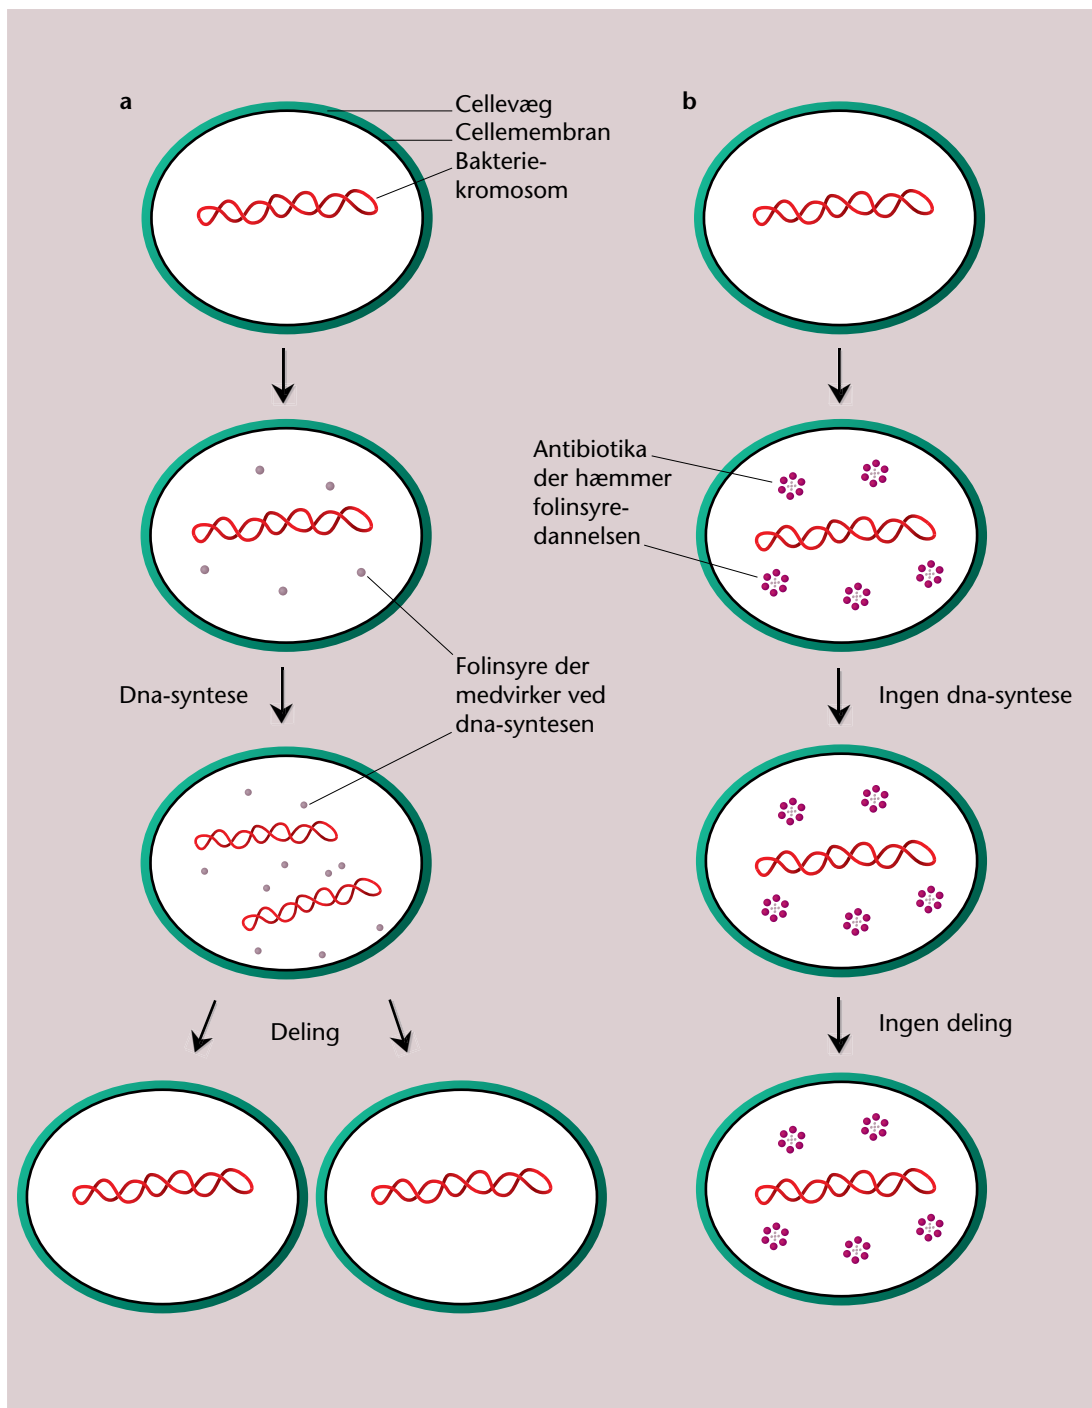 a
Cellevæg
Cellemembran
Bakterie-
kromosom
b
Antibiotika
der hæmmer
folinsyre-
dannelsen
Folinsyre der
medvirker ved
dna-syntesen
Dna-syntese
Ingen dna-syntese
Deling
Ingen deling